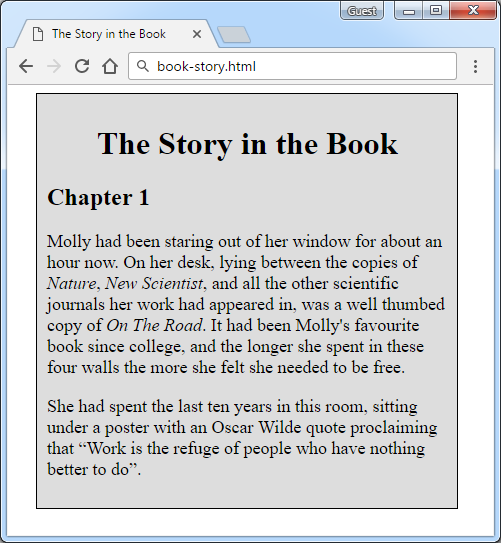 Guest
The Story in the Book
book-story.html
The Story in the Book
Chapter 1
Molly had been staring out of her window for about an
hour now. On her desk, lying between the copies of
Nature, New Scientist, and all the other scientific
journals her work had appeared in, was a well thumbed
copy of On The Road. It had been Molly's favourite
book since college, and the longer she spent in these
four walls the more she felt she needed to be free.
She had spent the last ten years in this room, sitting
under a poster with an Oscar Wilde quote proclaiming
that “Work is the refuge of people who have nothing
better to do”.